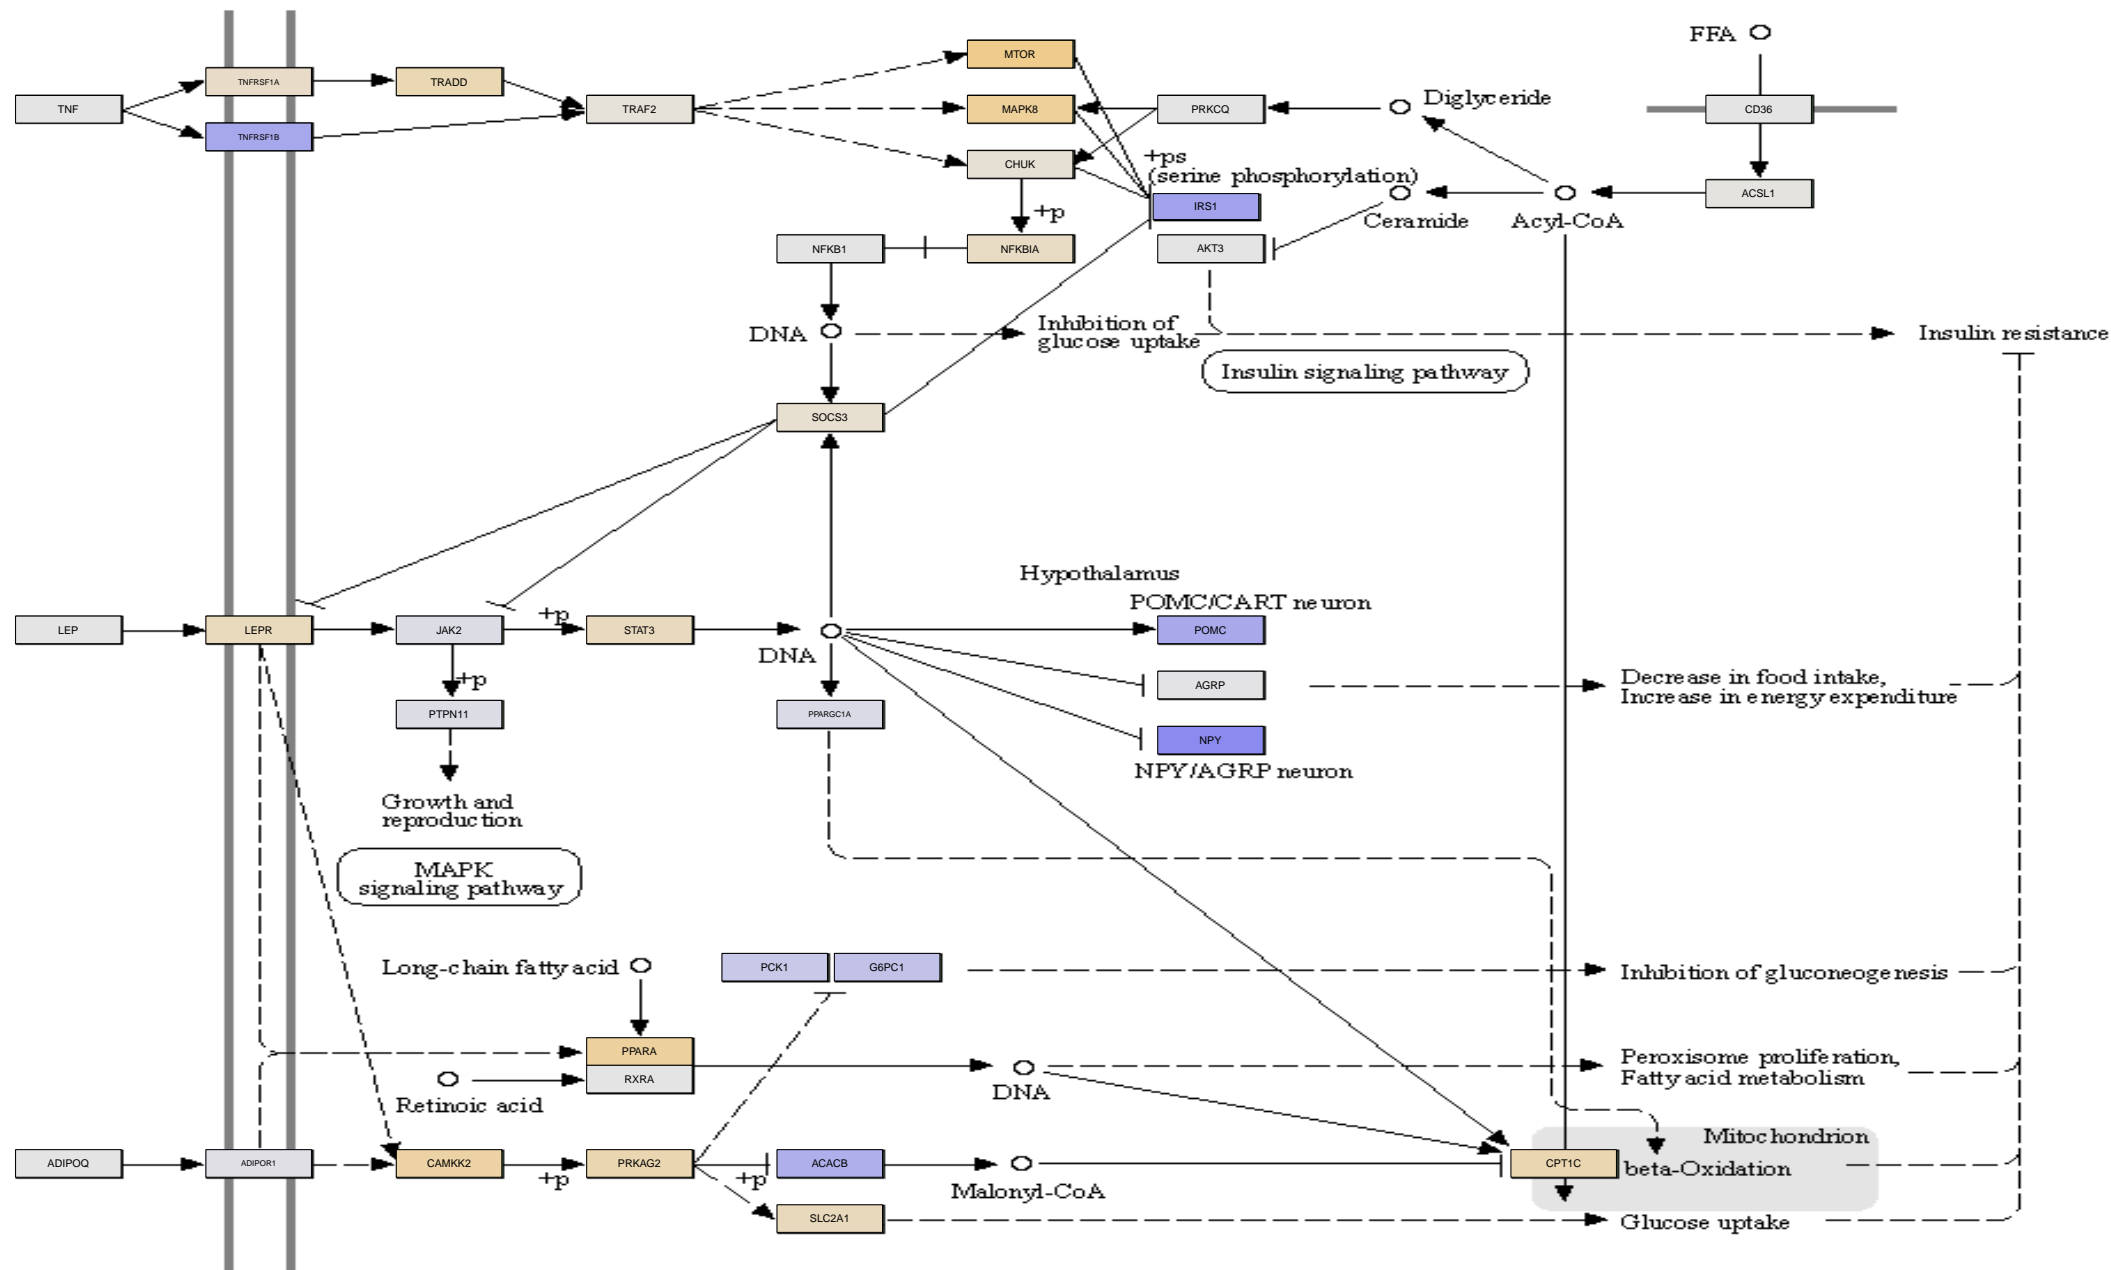 FFA
MTOR
TNFRSF1A
TRADD
TNF
TRAF2
MAPK8
PRKCQ
Diglyceride
CD36
TNFRSF1B
CHUK
+ps
(serine phosphorylation)
ACSL1
IRS1
+p
Ceramide
Acyl-CoA
NFKB1
NFKBIA
AKT3
DNA
Inhibition of
glucose uptake
Insulin resistance
Insulin signaling pathway
SOCS3
Hypothalamus
POMC/CART neuron
LEP
LEPR
JAK2
+p
STAT3
DNA
POMC
+p
AGRP
Decrease in food intake,
Increase in energy expenditure
PTPN11
PPARGC1A
NPY
NPY/AGRP neuron
Growth and
reproduction
MAPK
signaling pathway
Long-chain fatty acid
PCK1
G6PC1
Inhibition of gluconeogenesis
PPARA
RXRA
Retinoic acid
DNA
Peroxisome proliferation,
Fatty acid metabolism
Mitochondrion
ADIPOQ
ADIPOR1
CAMKK2
+p
PRKAG2
+p
ACACB
Malonyl-CoA
CPT1C
beta-Oxidation
SLC2A1
Glucose uptake